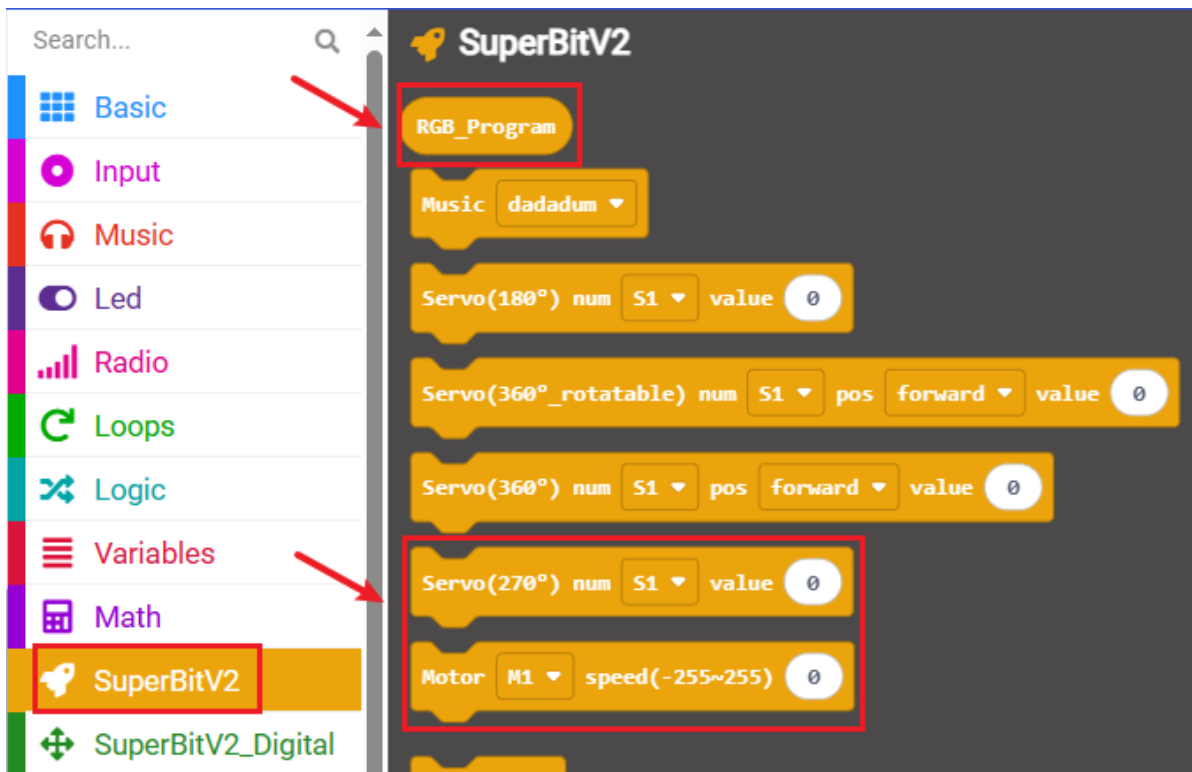 Search...
Basic
Input
Music
Led
Radio
Loops
Logic
Variables
Math
SuperBitV2
SuperBitV2_Digital
SuperBitV2
RGB_Program
Music dadadum
Servo(180°) num S1 value 0
Servo(360°_rotatable) num S1 pos forward value 0
Servo(360°) num S1 pos forward value 0
Servo(270°) num S1 value 0
Motor M1 speed(-255~255) 0